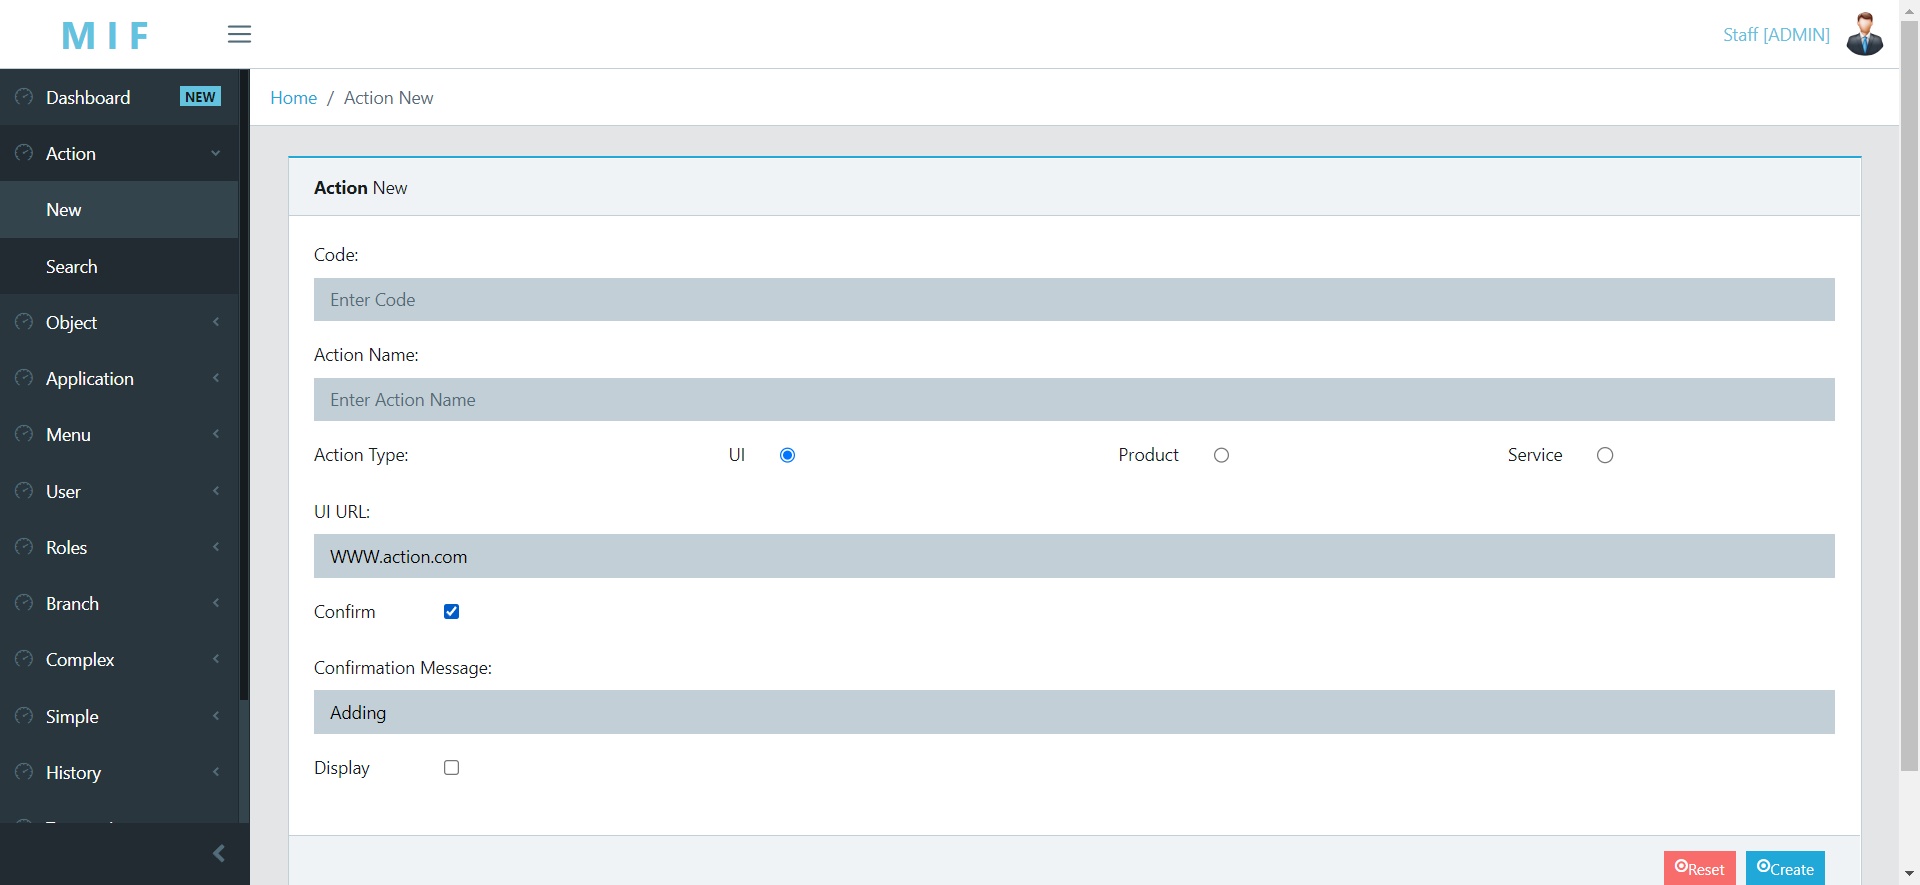 M I F
Staff [ADMIN]
Dashboard NEW
Home / Action New
Action
New
Search
Object
Application
Menu
User
Roles
Branch
Complex
Simple
History
Action New
Code:
Enter Code
Action Name:
Enter Action Name
Action Type: UI Product Service
UI URL:
WWW.action.com
Confirm
Confirmation Message:
Adding
Display
Reset Create